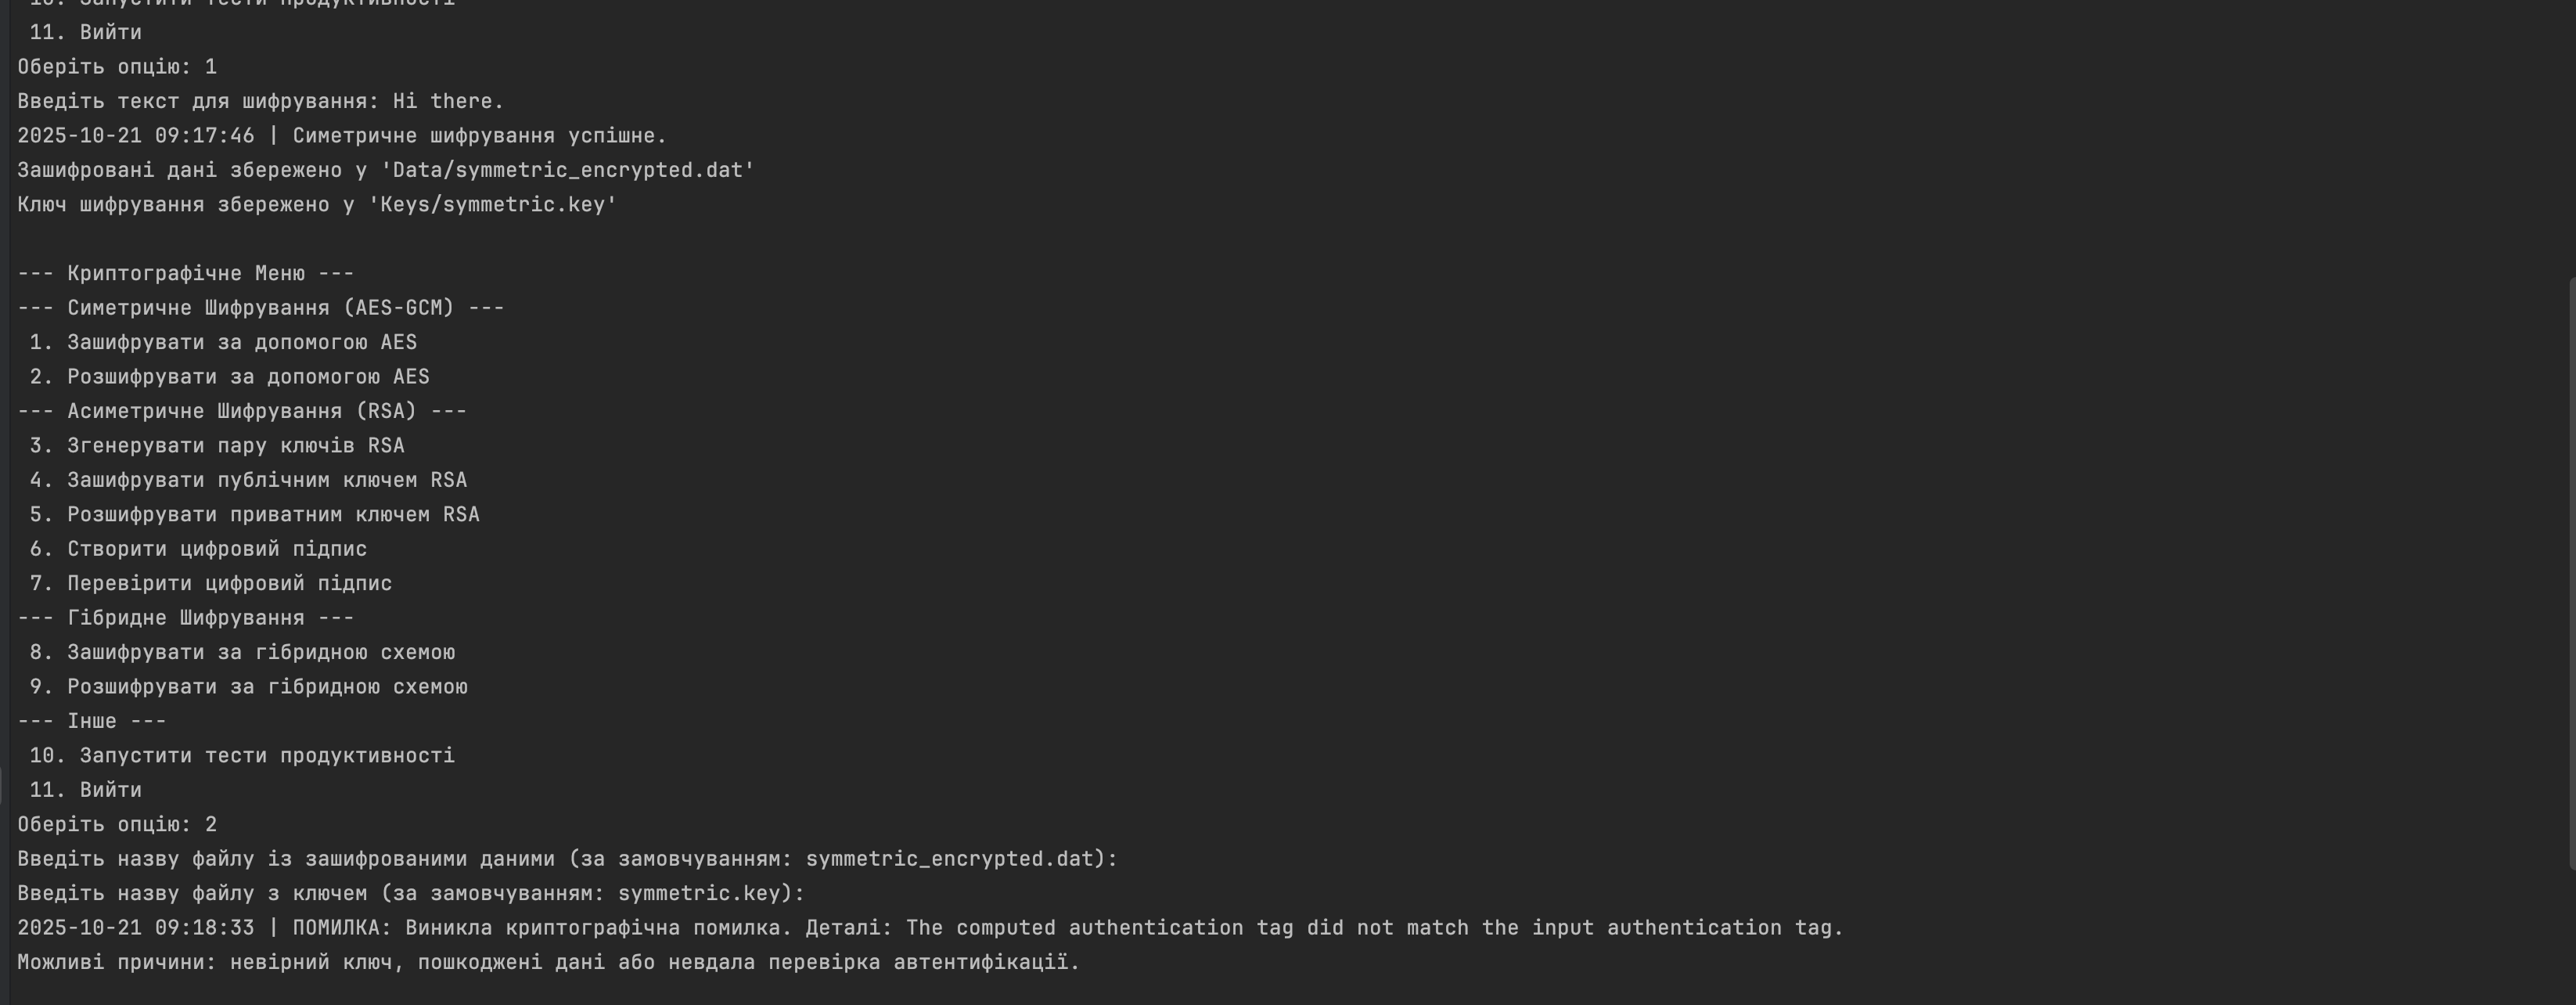 10. Запустити тести продуктивності
11. Вийти
Оберіть опцію: 1
Введіть текст для шифрування: Hi there.
2025-10-21 09:17:46 | Симетричне шифрування успішне.
Зашифровані дані збережено у 'Data/symmetric_encrypted.dat'
Ключ шифрування збережено у 'Keys/symmetric.key'
--- Криптографічне Меню ---
--- Симетричне Шифрування (AES-GCM) ---
1. Зашифрувати за допомогою AES
2. Розшифрувати за допомогою AES
--- Асиметричне Шифрування (RSA) ---
3. Згенерувати пару ключів RSA
4. Зашифрувати публічним ключем RSA
5. Розшифрувати приватним ключем RSA
6. Створити цифровий підпис
7. Перевірити цифровий підпис
--- Гібридне Шифрування ---
8. Зашифрувати за гібридною схемою
9. Розшифрувати за гібридною схемою
--- Інше ---
10. Запустити тести продуктивності
11. Вийти
Оберіть опцію: 2
Введіть назву файлу із зашифрованими даними (за замовчуванням: symmetric_encrypted.dat):
Введіть назву файлу з ключем (за замовчуванням: symmetric.key):
2025-10-21 09:18:33 | ПОМИЛКА: Виникла криптографічна помилка. Деталі: The computed authentication tag did not match the input authentication tag.
Можливі причини: невірний ключ, пошкоджені дані або невдала перевірка автентифікації.